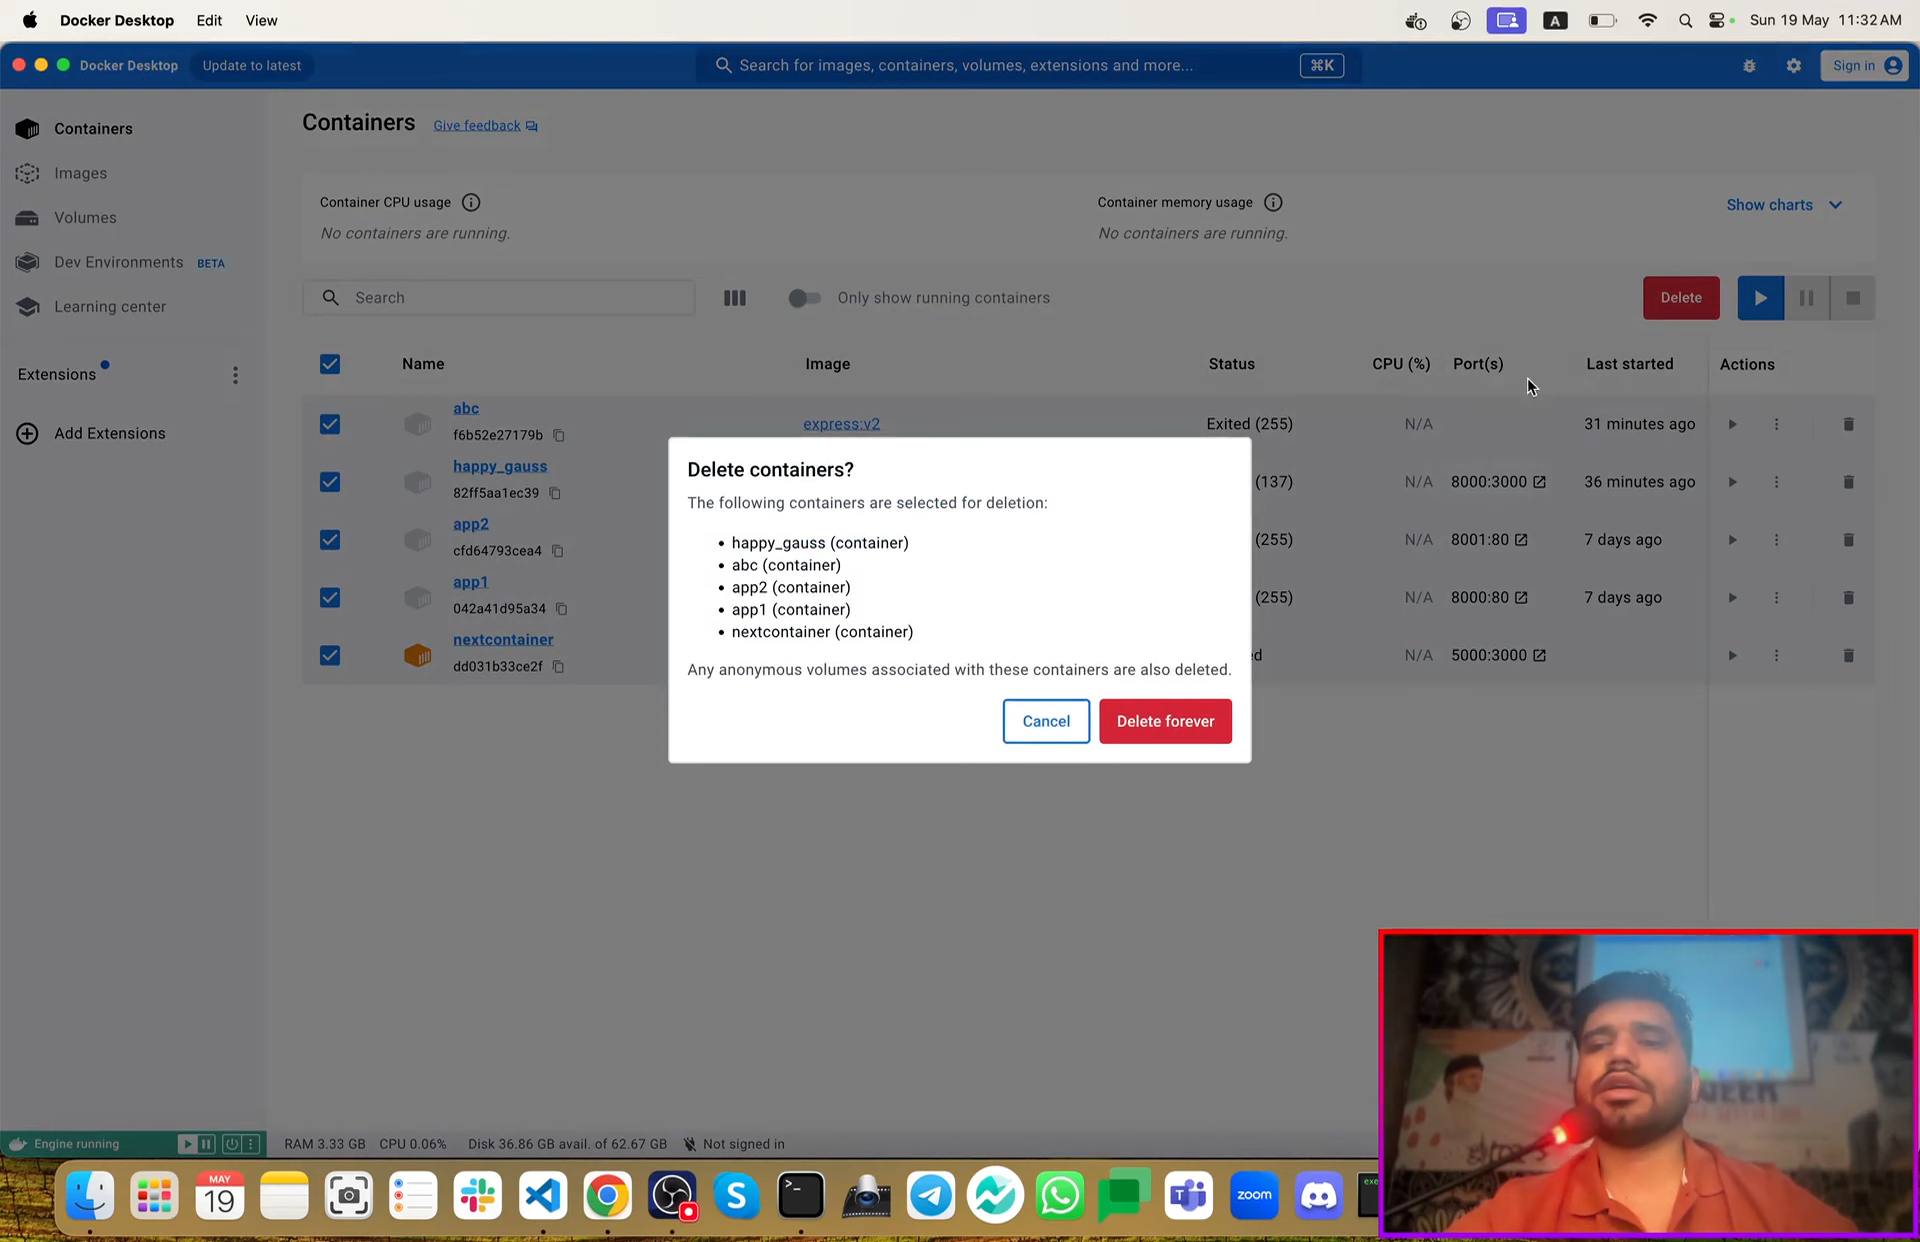 Docker Desktop Edit View
A
Sun 19 May 11:32 AM
Docker Desktop
Update to latest
Search for images, containers, volumes, extensions and more...
⌘K
Sign in
Containers
Images
Volumes
Dev Environments BETA
Learning center
Extensions
Add Extensions
Containers Give feedback
Container CPU usage
No containers are running.
Container memory usage
No containers are running.
Show charts
Search
Only show running containers
Delete
Name Image Status CPU (%) Port(s) Last started Actions
abc
f6b52e27179b
express:v2 Exited (255) N/A 31 minutes ago
happy_gauss
82ff5aa1ec39
(137) N/A 8000:3000 36 minutes ago
app2
cfd64793cea4
(255) N/A 8001:80 7 days ago
app1
042a41d95a34
(255) N/A 8000:80 7 days ago
nextcontainer
dd031b33ce2f
N/A 5000:3000
Delete containers?
The following containers are selected for deletion:
• happy_gauss (container)
• abc (container)
• app2 (container)
• app1 (container)
• nextcontainer (container)
Any anonymous volumes associated with these containers are also deleted.
Cancel
Delete forever
Engine running
RAM 3.33 GB CPU 0.06% Disk 36.86 GB avail. of 62.67 GB Not signed in
MAY
19
S
zoom
exe